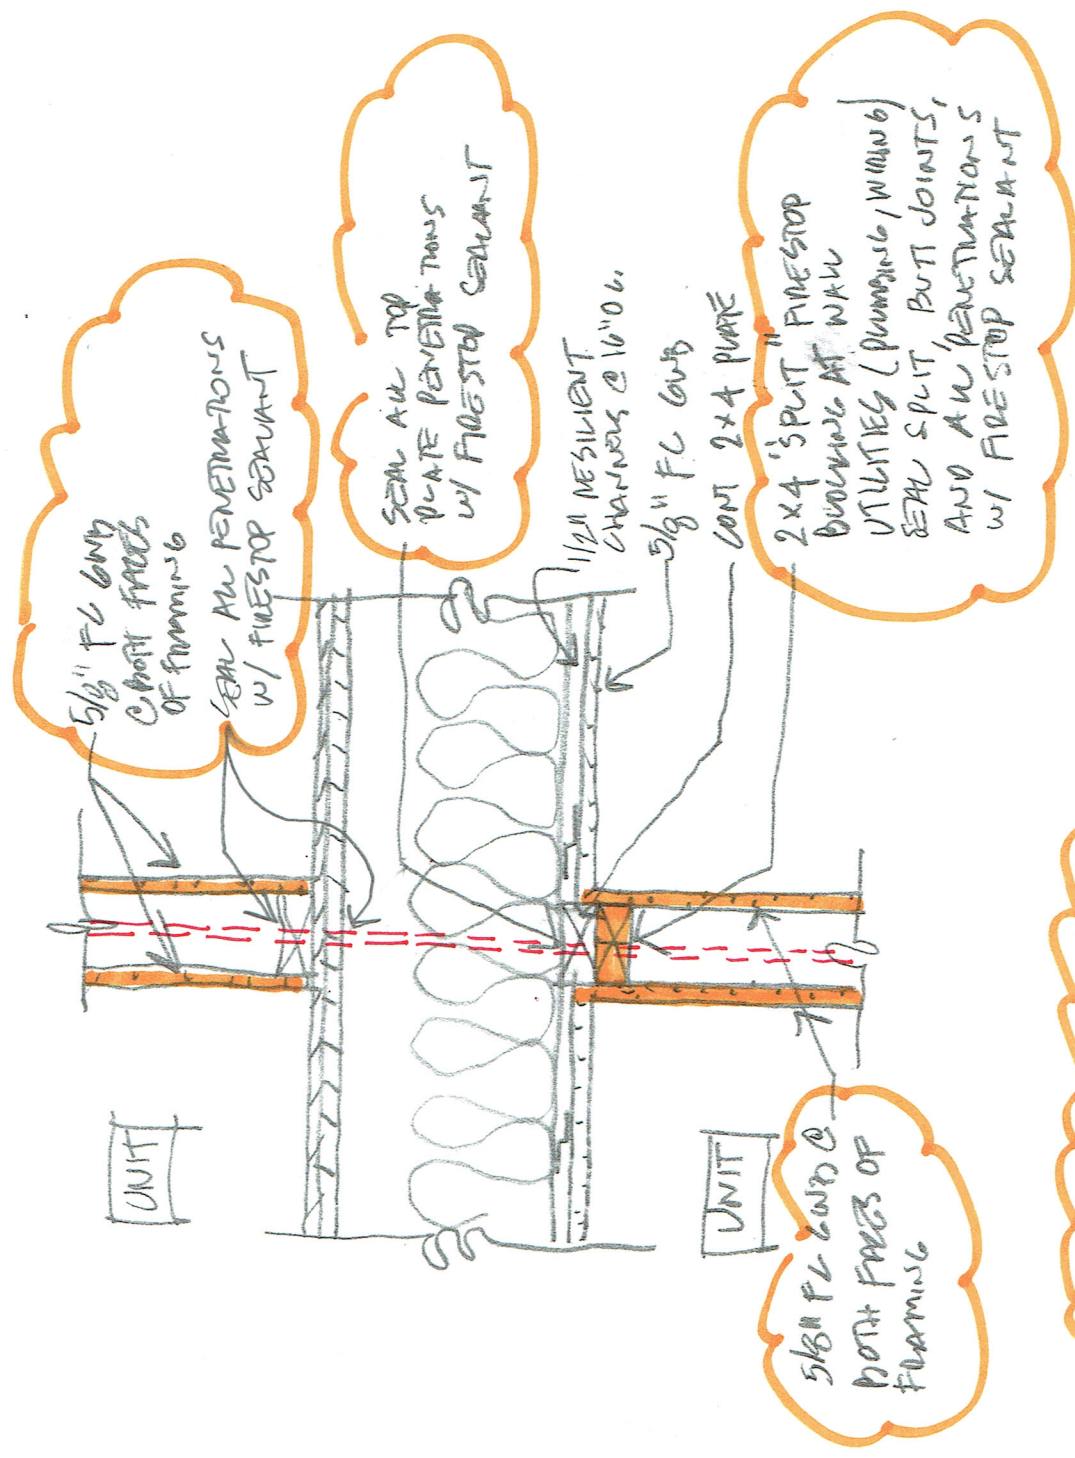 5/8" FC GWB
@ BOTH FACES
OF FRAMING
SEAL ALL PENETRATIONS
W/ FIRESTOP SEALANT
SEAL ALL TOP
PLATE PENETRATIONS
W/ FIRESTOP SEALANT
1/2" RESILIENT
CHANNELS @ 16" O.C.
5/8" FC GWB
CONT 2x4 PLATE
2x4 "SPLIT" FIRESTOP
BLOCKING AT WALL
UTILITIES (PLUMBING, WIRING)
SEAL SPLIT, BUTT JOINTS,
AND ALL PENETRATIONS
W/ FIRESTOP SEALANT
UNIT
UNIT
5/8" FC GWB @
BOTH FACES OF
FRAMING